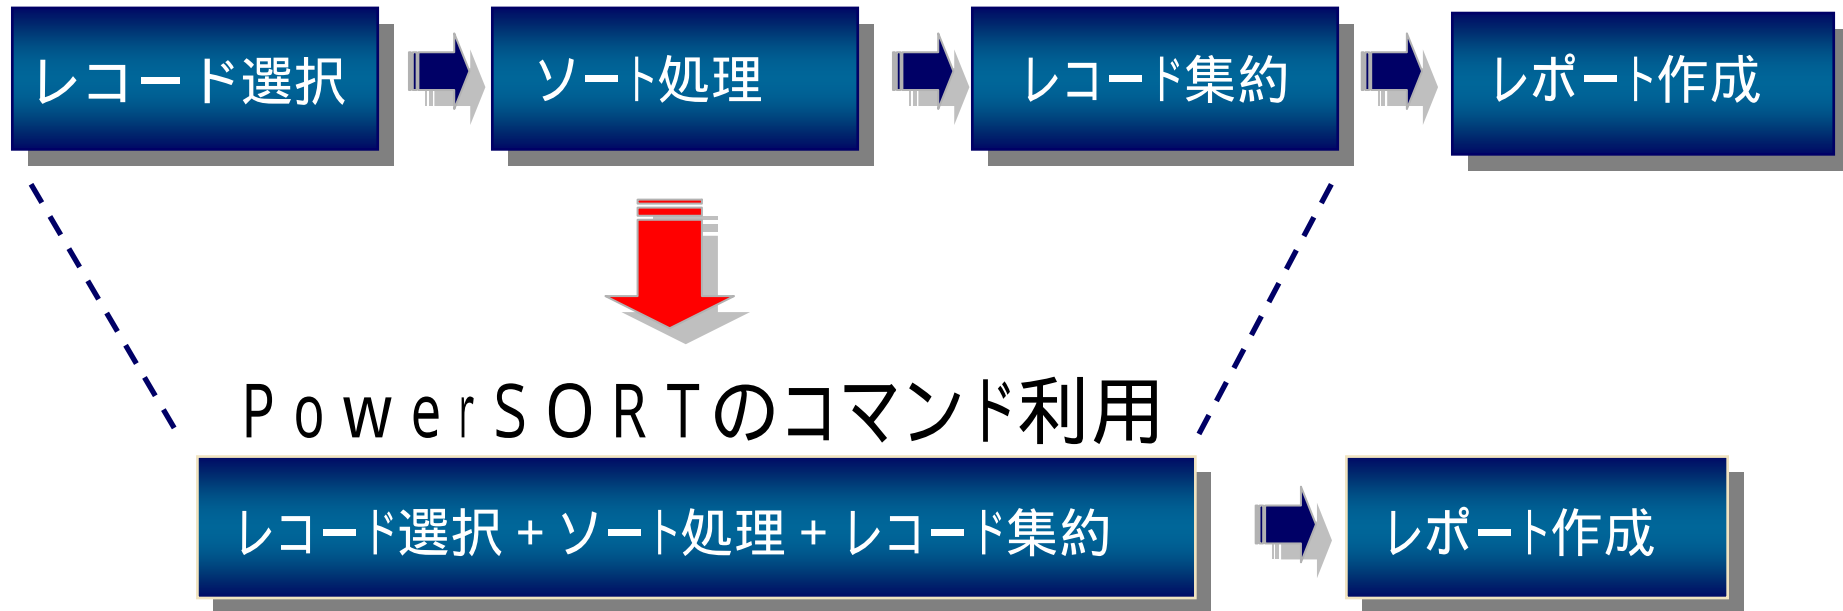 レコード選択
ソート処理
レコード集約
レポート作成
PowerSORTのコマンド利用
レコード選択+ソート処理+レコード集約
レポート作成